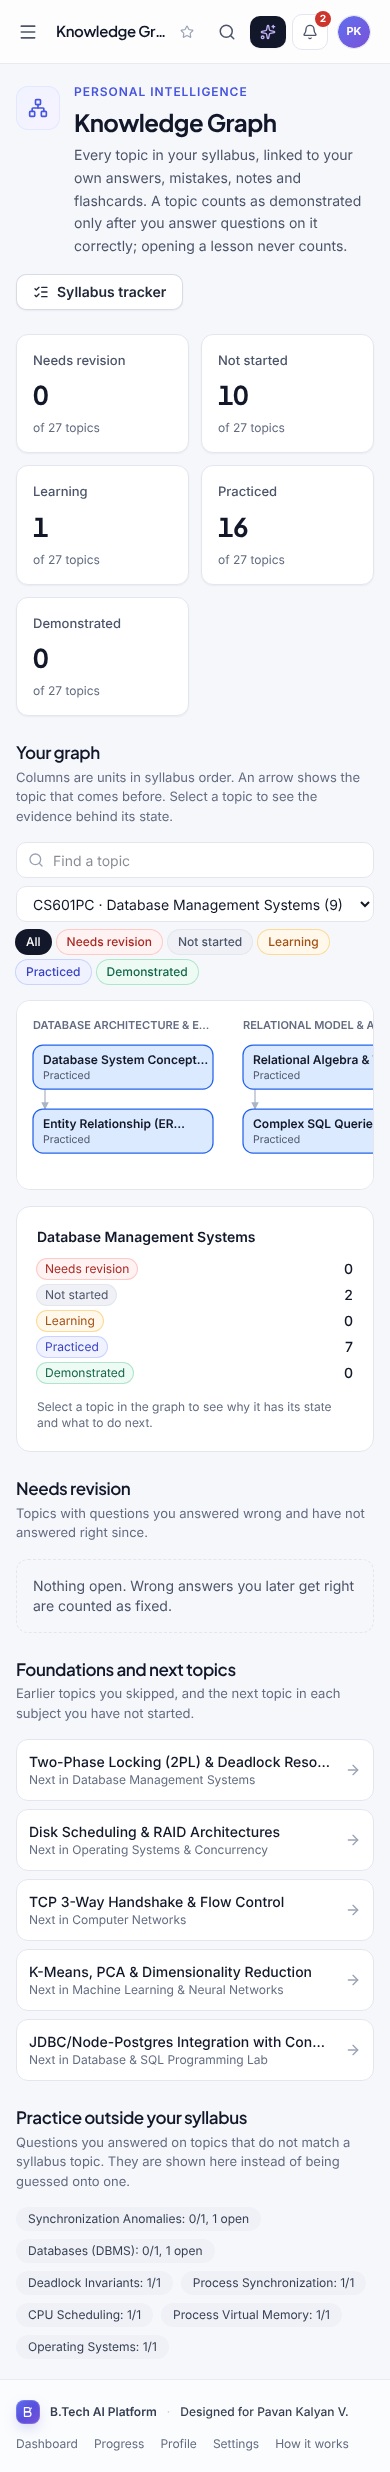 Knowledge Gr...
2
PK
PERSONAL INTELLIGENCE
Knowledge Graph
Every topic in your syllabus, linked to your
own answers, mistakes, notes and
flashcards. A topic counts as demonstrated
only after you answer questions on it
correctly; opening a lesson never counts.
Syllabus tracker
Needs revision
0
of 27 topics
Not started
10
of 27 topics
Learning
1
of 27 topics
Practiced
16
of 27 topics
Demonstrated
0
of 27 topics
Your graph
Columns are units in syllabus order. An arrow shows the
topic that comes before. Select a topic to see the
evidence behind its state.
Find a topic
CS601PC · Database Management Systems (9)
All Needs revision Not started Learning
Practiced Demonstrated
DATABASE ARCHITECTURE & E...
Database System Concept...
Practiced
Entity Relationship (ER...
Practiced
RELATIONAL MODEL & A
Relational Algebra &
Practiced
Complex SQL Querie
Practiced
Database Management Systems
Needs revision 0
Not started 2
Learning 0
Practiced 7
Demonstrated 0
Select a topic in the graph to see why it has its state
and what to do next.
Needs revision
Topics with questions you answered wrong and have not
answered right since.
Nothing open. Wrong answers you later get right
are counted as fixed.
Foundations and next topics
Earlier topics you skipped, and the next topic in each
subject you have not started.
Two-Phase Locking (2PL) & Deadlock Reso...
Next in Database Management Systems
Disk Scheduling & RAID Architectures
Next in Operating Systems & Concurrency
TCP 3-Way Handshake & Flow Control
Next in Computer Networks
K-Means, PCA & Dimensionality Reduction
Next in Machine Learning & Neural Networks
JDBC/Node-Postgres Integration with Con...
Next in Database & SQL Programming Lab
Practice outside your syllabus
Questions you answered on topics that do not match a
syllabus topic. They are shown here instead of being
guessed onto one.
Synchronization Anomalies: 0/1, 1 open
Databases (DBMS): 0/1, 1 open
Deadlock Invariants: 1/1 Process Synchronization: 1/1
CPU Scheduling: 1/1 Process Virtual Memory: 1/1
Operating Systems: 1/1
B.Tech AI Platform · Designed for Pavan Kalyan V.
Dashboard Progress Profile Settings How it works